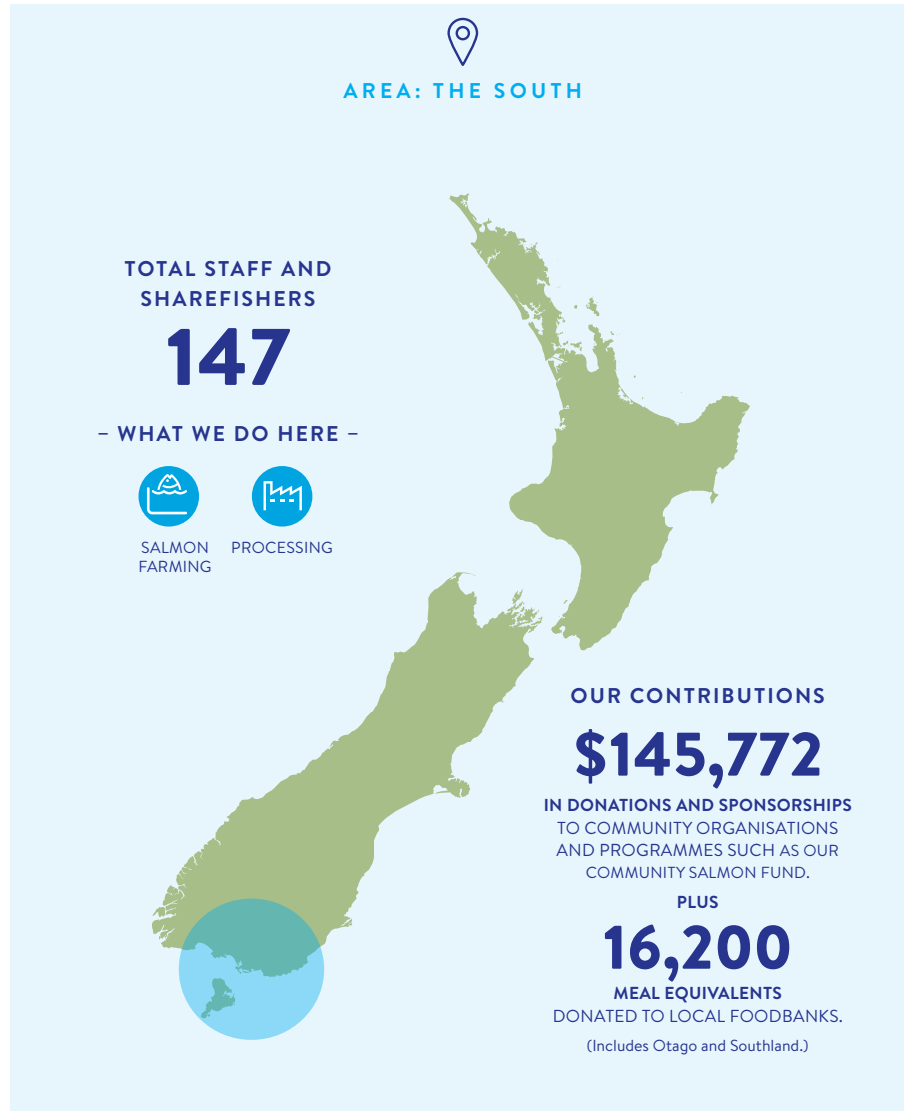 AREA: THE SOUTH
TOTAL STAFF AND
SHAREFISHERS
147
– WHAT WE DO HERE –
SALMON
FARMING
PROCESSING
OUR CONTRIBUTIONS
$145,772
IN DONATIONS AND SPONSORSHIPS
TO COMMUNITY ORGANISATIONS
AND PROGRAMMES SUCH AS OUR
COMMUNITY SALMON FUND.
PLUS
16,200
MEAL EQUIVALENTS
DONATED TO LOCAL FOODBANKS.
(Includes Otago and Southland.)